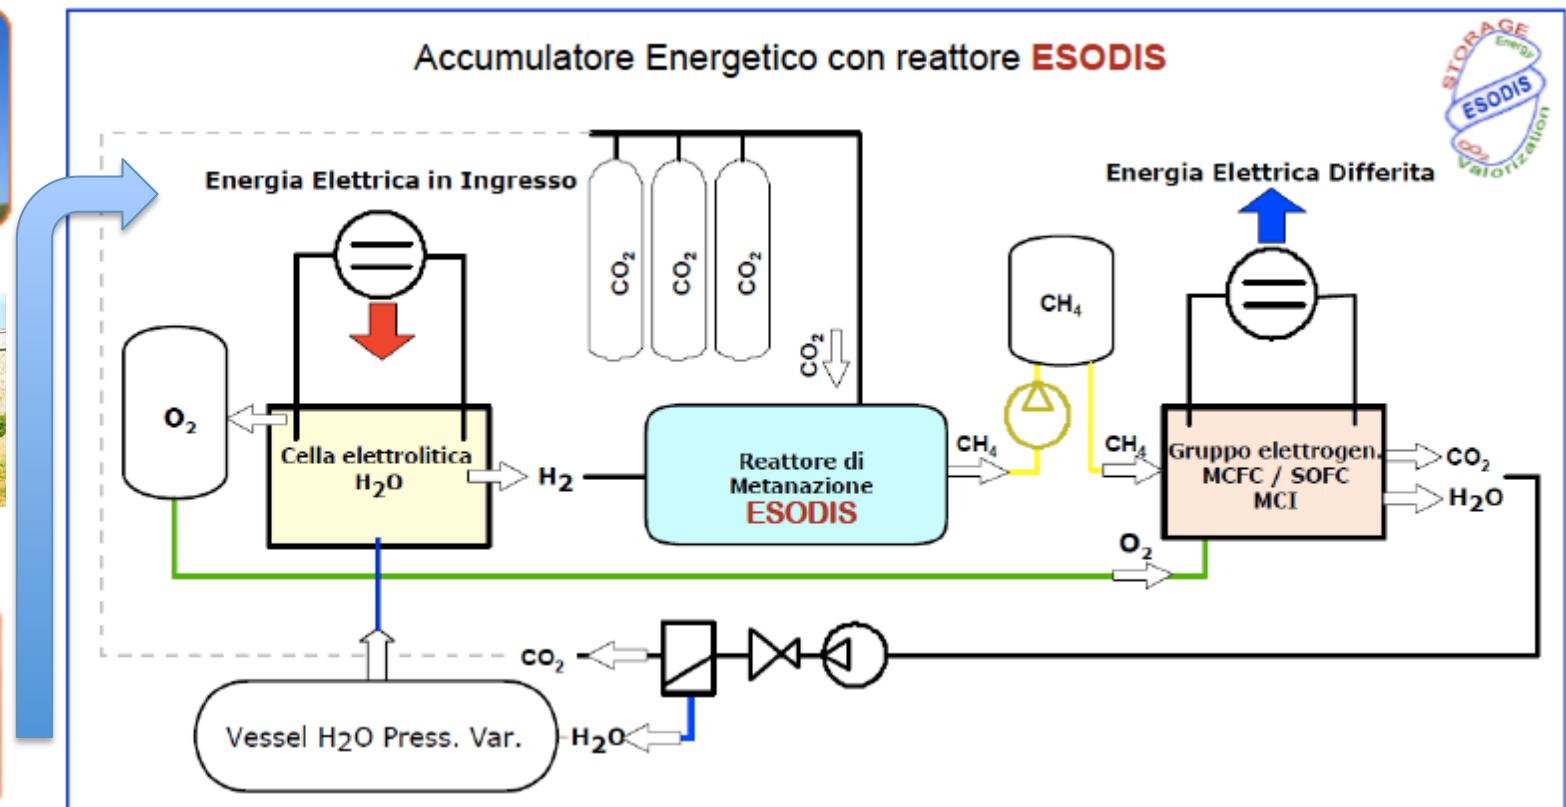 Accumulatore Energetico con reattore ESODIS
STORAGE
Energy
ESODIS
CO2
Valorization
Energia Elettrica in Ingresso
Energia Elettrica Differita
CO₂
CO₂
CO₂
CO₂
CH₄
O₂
Cella elettrolitica
H₂O
H₂
Reattore di
Metanazione
ESODIS
CH₄
CH₄
Gruppo elettrogen.
MCFC / SOFC
MCI
CO₂
H₂O
O₂
CO₂
Vessel H₂O Press. Var.
H₂O